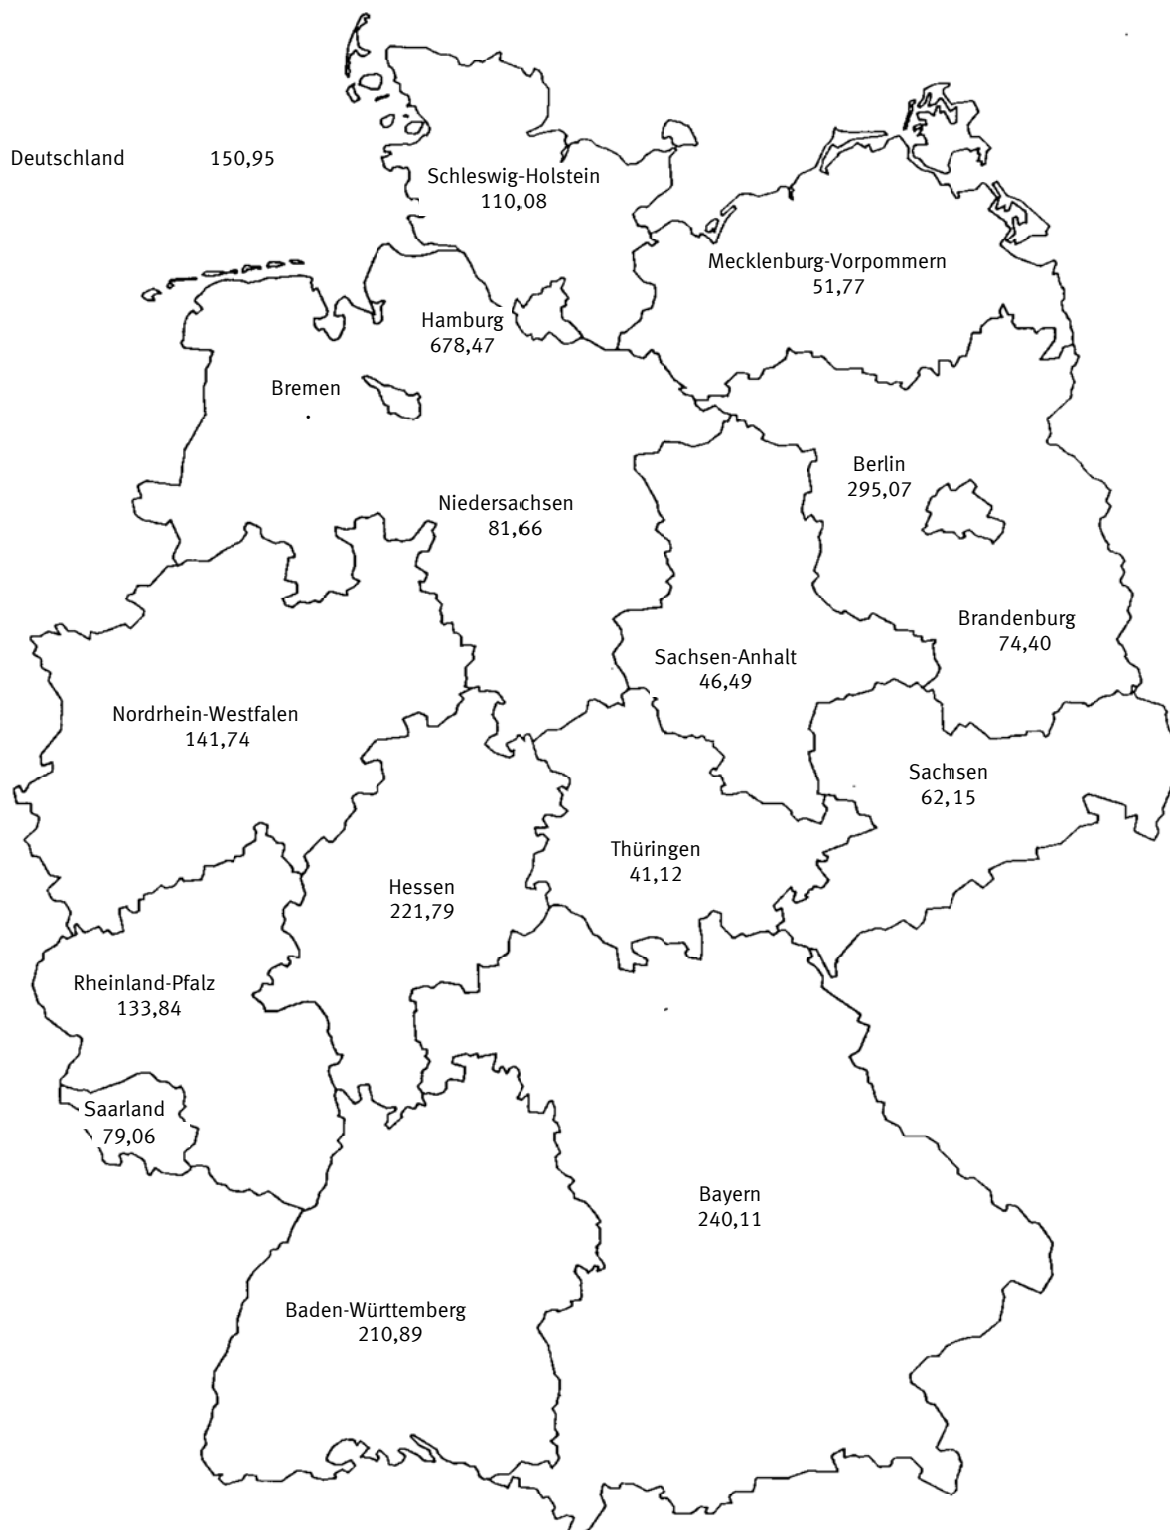 Deutschland 150,95
Schleswig-Holstein
110,08
Mecklenburg-Vorpommern
51,77
Hamburg
678,47
Bremen
.
Berlin
295,07
Niedersachsen
81,66
Brandenburg
74,40
Sachsen-Anhalt
46,49
Nordrhein-Westfalen
141,74
Sachsen
62,15
Thüringen
41,12
Hessen
221,79
Rheinland-Pfalz
133,84
Saarland
79,06
Bayern
240,11
Baden-Württemberg
210,89